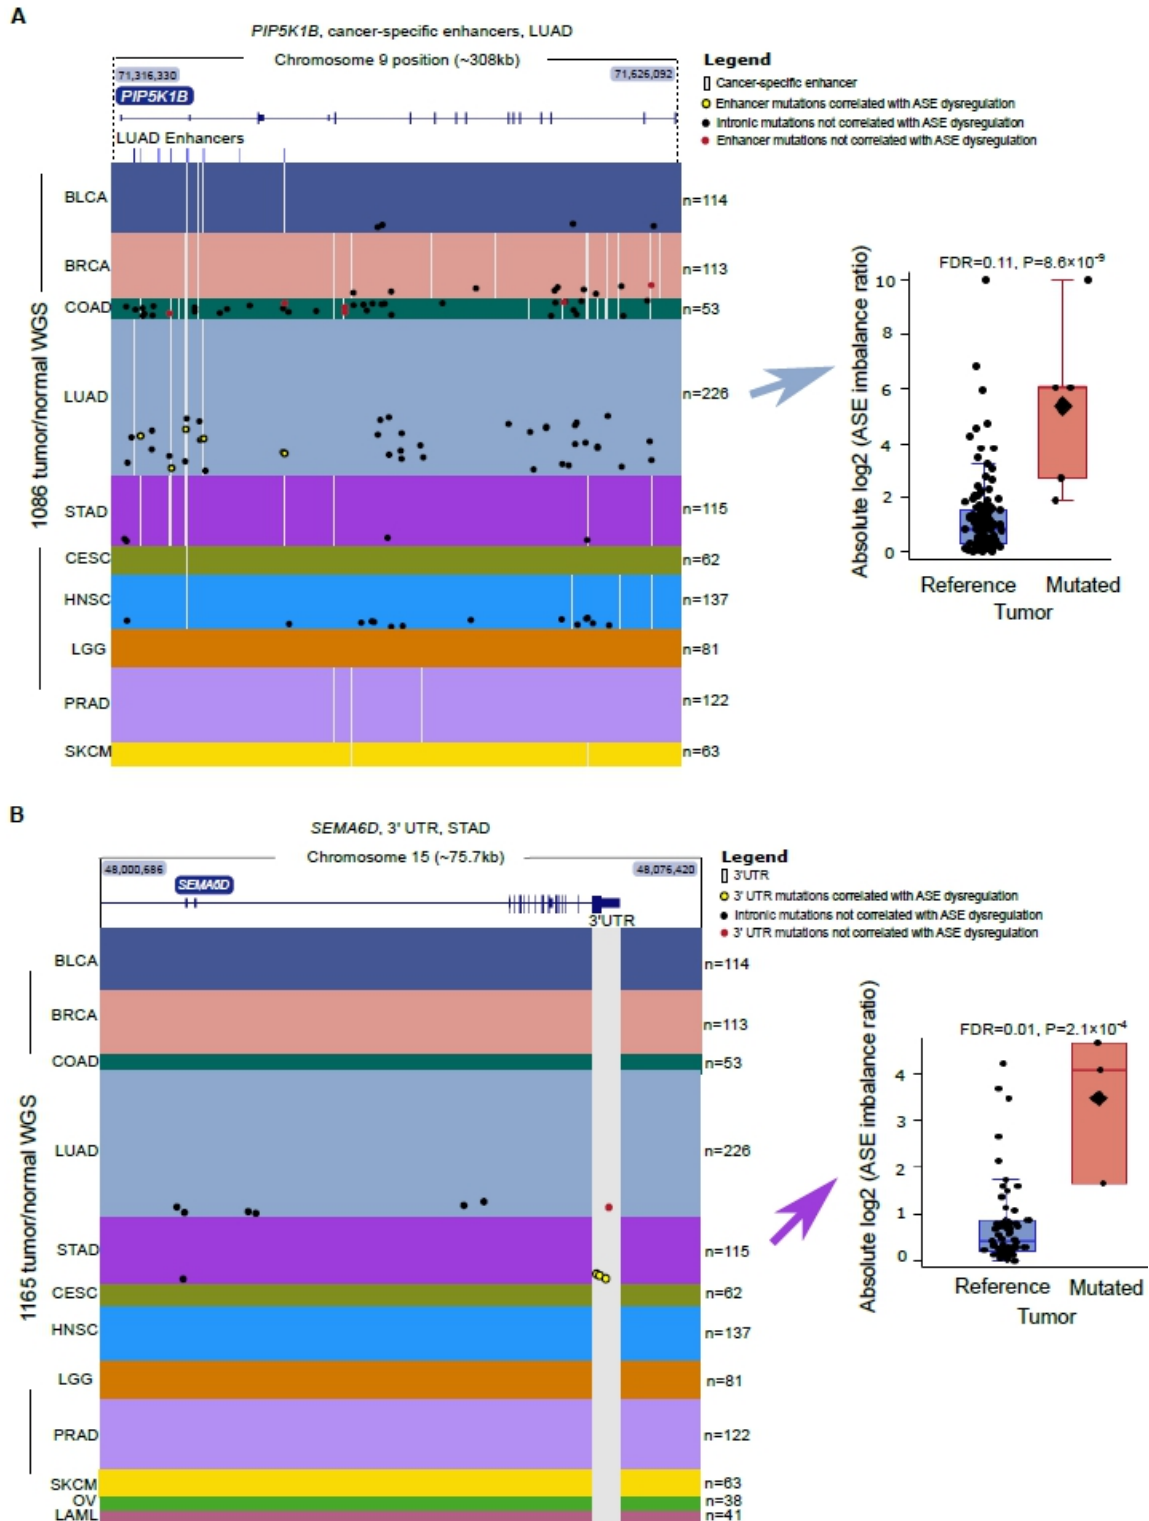 A
PIP5K1B, cancer-specific enhancers, LUAD
Chromosome 9 position (~308kb)
71,316,330
71,626,092
PIP5K1B
LUAD Enhancers
Legend
Cancer-specific enhancer
Enhancer mutations correlated with ASE dysregulation
Intronic mutations not correlated with ASE dysregulation
Enhancer mutations not correlated with ASE dysregulation
1086 tumor/normal WGS
BLCA n=114
BRCA n=113
COAD n=53
LUAD n=226
STAD n=115
CESC n=62
HNSC n=137
LGG n=81
PRAD n=122
SKCM n=63
FDR=0.11, P=8.6×10-9
Absolute log2 (ASE imbalance ratio)
10
8
6
4
2
0
Reference Mutated
Tumor
B
SEMA6D, 3' UTR, STAD
Chromosome 15 (~75.7kb)
48,000,686
48,076,420
SEMA6D
3'UTR
Legend
3'UTR
3' UTR mutations correlated with ASE dysregulation
Intronic mutations not correlated with ASE dysregulation
3' UTR mutations not correlated with ASE dysregulation
1165 tumor/normal WGS
BLCA n=114
BRCA n=113
COAD n=53
LUAD n=226
STAD n=115
CESC n=62
HNSC n=137
LGG n=81
PRAD n=122
SKCM n=63
OV n=38
LAML n=41
FDR=0.01, P=2.1×10-4
Absolute log2 (ASE imbalance ratio)
4
3
2
1
0
Reference Mutated
Tumor